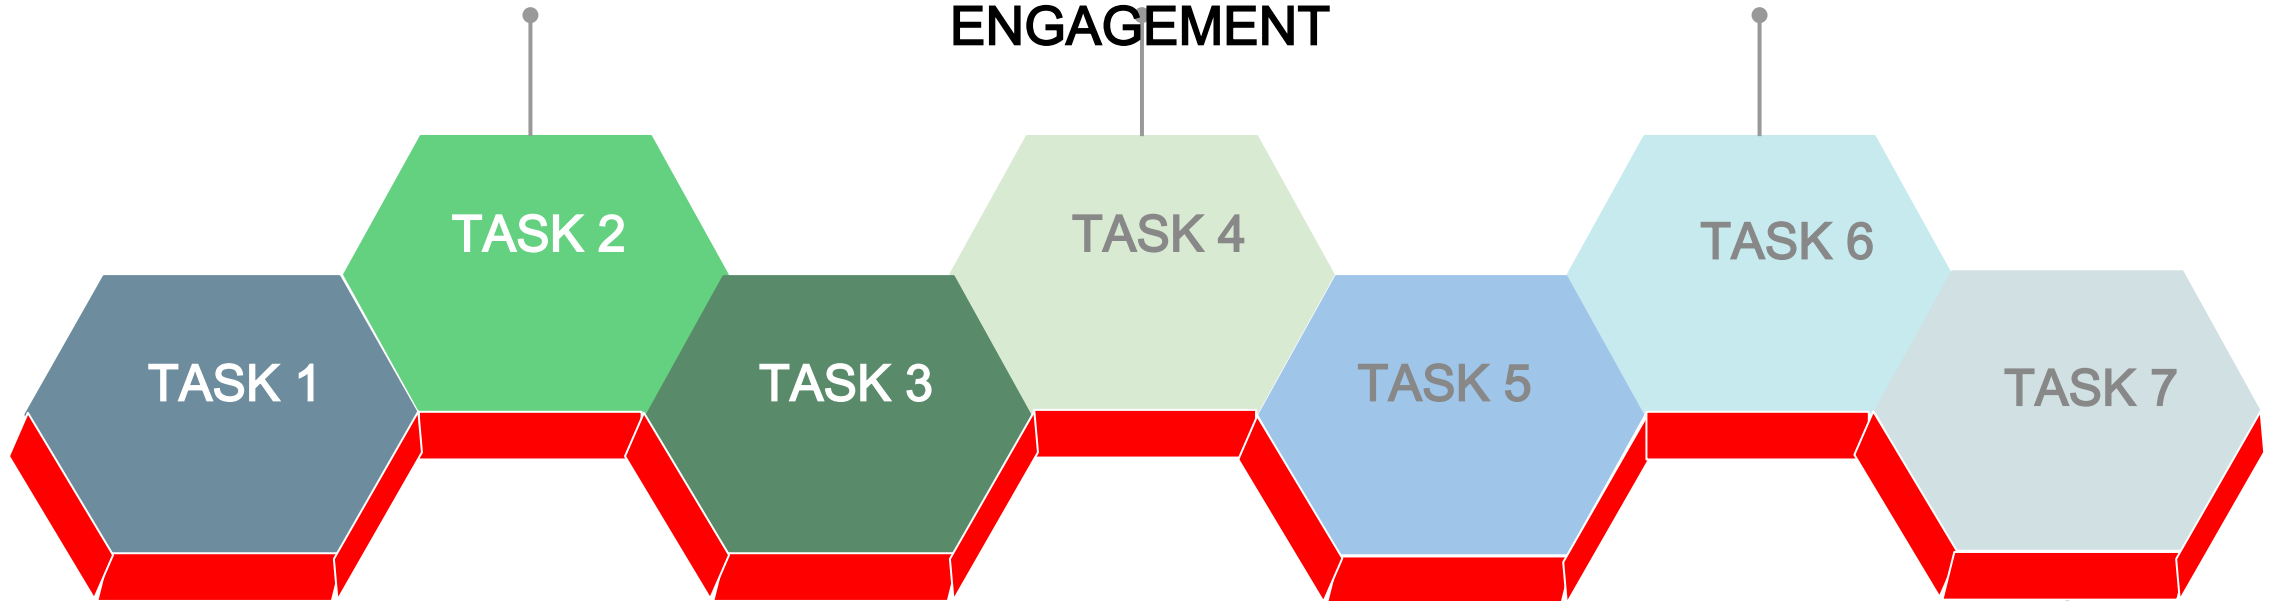 ENGAGEMENT
TASK 1
TASK 2
TASK 3
TASK 4
TASK 5
TASK 6
TASK 7